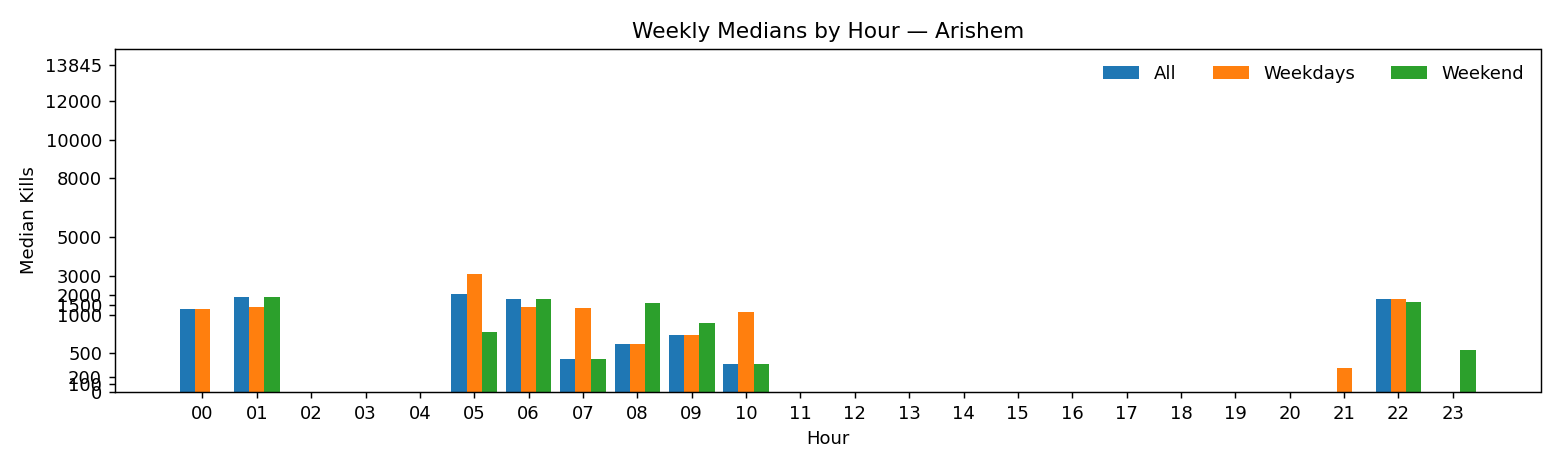 Weekly Medians by Hour — Arishem
All Weekdays Weekend
Median Kills
13845
12000
10000
8000
5000
3000
2000
1500
1000
500
200
100
0
00 01 02 03 04 05 06 07 08 09 10 11 12 13 14 15 16 17 18 19 20 21 22 23
Hour